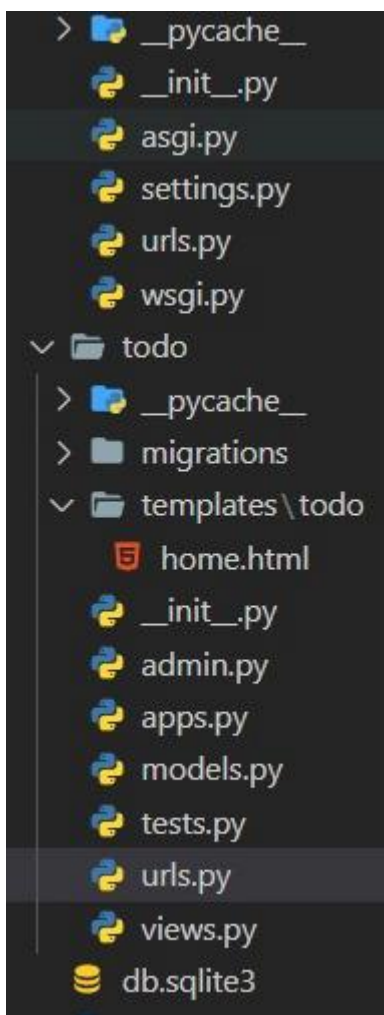 __pycache__
__init__.py
asgi.py
settings.py
urls.py
wsgi.py
todo
__pycache__
migrations
templates\todo
home.html
__init__.py
admin.py
apps.py
models.py
tests.py
urls.py
views.py
db.sqlite3